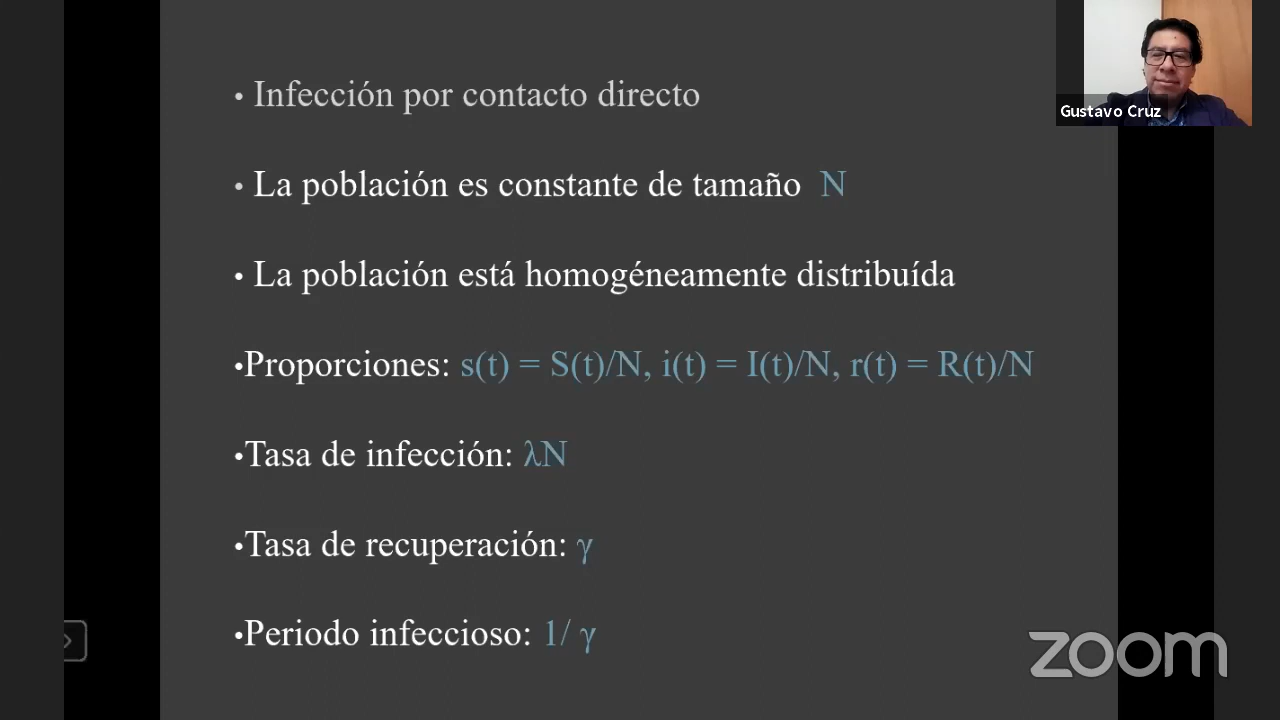 • Infección por contacto directo
• La población es constante de tamaño N
• La población está homogéneamente distribuída
•Proporciones: s(t) = S(t)/N, i(t) = I(t)/N, r(t) = R(t)/N
•Tasa de infección: λN
•Tasa de recuperación: γ
•Periodo infeccioso: 1/ γ
Gustavo Cruz
zoom